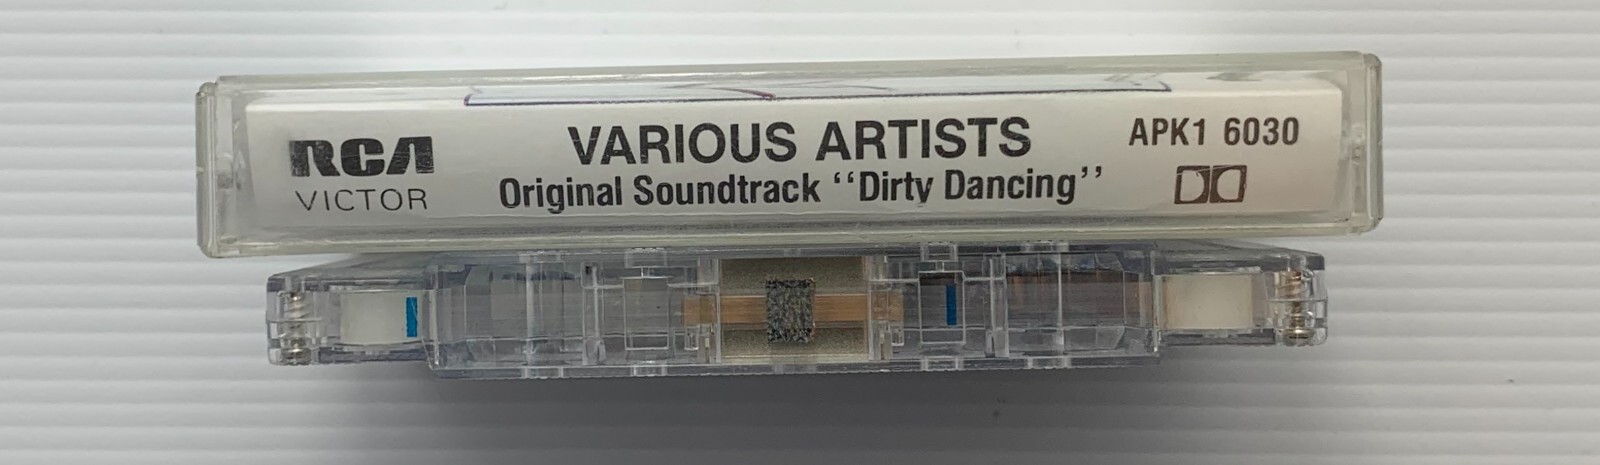 RCA
VICTOR
VARIOUS ARTISTS
Original Soundtrack ‘‘Dirty Dancing’’
APK1 6030